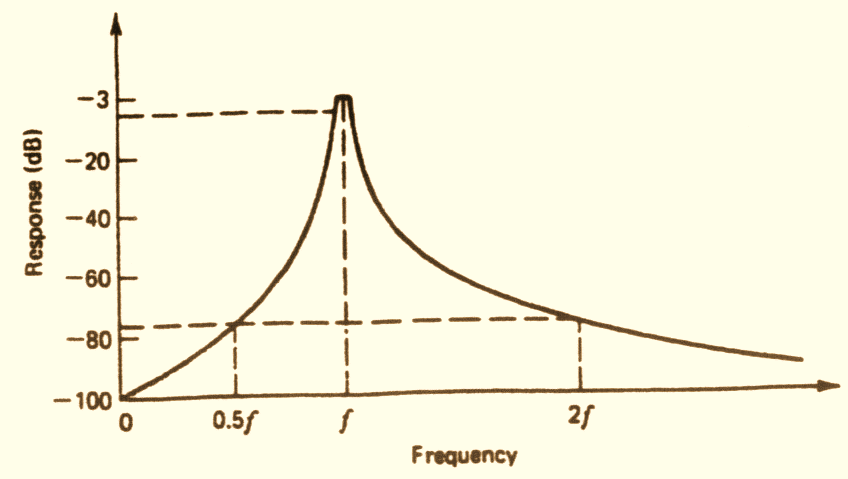 Response (dB)
−3
−20
−40
−60
−80
−100
0
0.5f
f
2f
Frequency